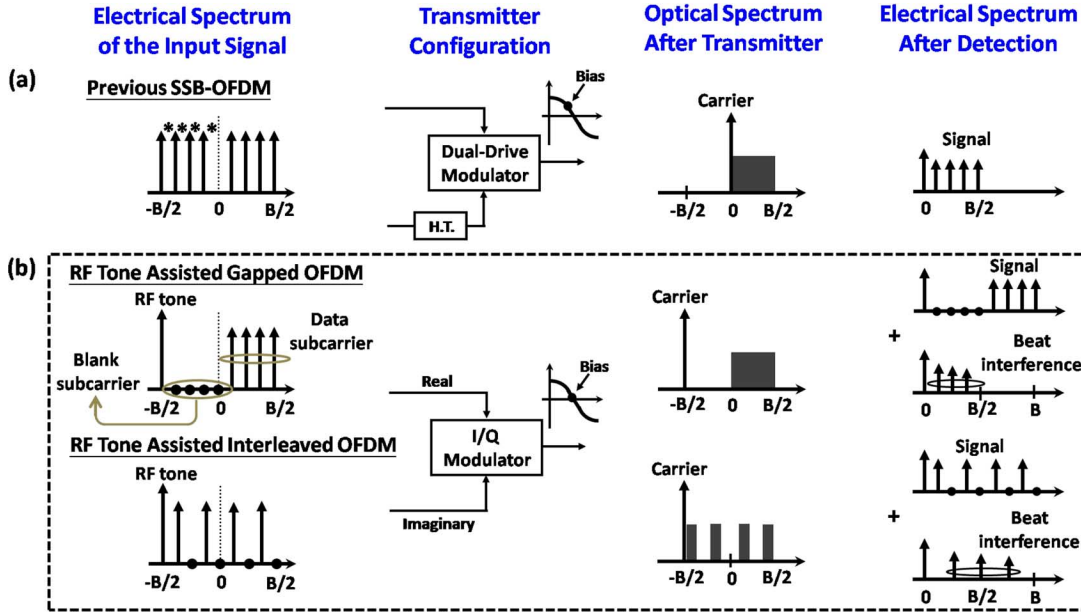 Electrical Spectrum
of the Input Signal
Transmitter
Configuration
Optical Spectrum
After Transmitter
Electrical Spectrum
After Detection
(a)
Previous SSB-OFDM
* * * *
-B/2 0 B/2
Bias
Dual-Drive
Modulator
H.T.
Carrier
-B/2 0 B/2
Signal
0 B/2
(b)
RF Tone Assisted Gapped OFDM
RF tone
Data
subcarrier
Blank
subcarrier
-B/2 0 B/2
RF Tone Assisted Interleaved OFDM
RF tone
-B/2 0 B/2
Real
Bias
I/Q
Modulator
Imaginary
Carrier
-B/2 0 B/2
Carrier
-B/2 0 B/2
Signal
+
Beat
interference
0 B/2 B
Signal
+
Beat
interference
0 B/2 B